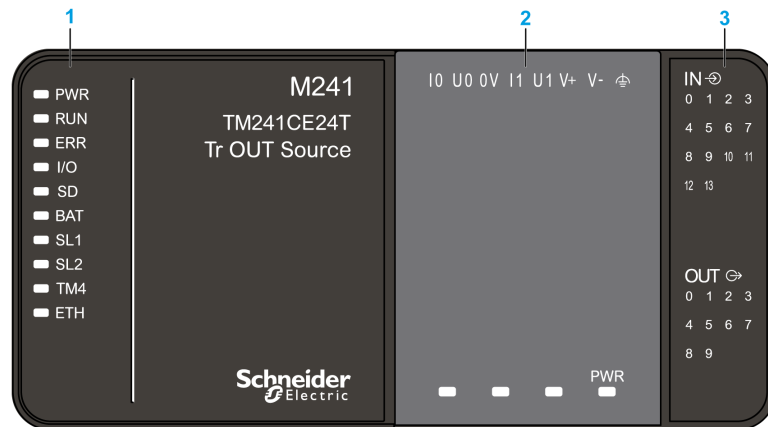 1
2
3
PWR
RUN
ERR
I/O
SD
BAT
SL1
SL2
TM4
ETH
M241
TM241CE24T
Tr OUT Source
Schneider
Electric
I0 U0 0V I1 U1 V+ V-
PWR
IN
0 1 2 3
4 5 6 7
8 9 10 11
12 13
OUT
0 1 2 3
4 5 6 7
8 9